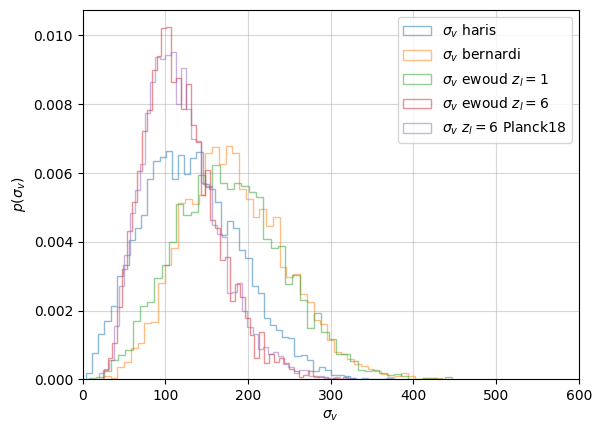 0.010
0.008
0.006
0.004
0.002
0.000
p(σ_v)
0
100
200
300
400
500
600
σ_v
σ_v haris
σ_v bernardi
σ_v ewoud z_l = 1
σ_v ewoud z_l = 6
σ_v z_l = 6 Planck18